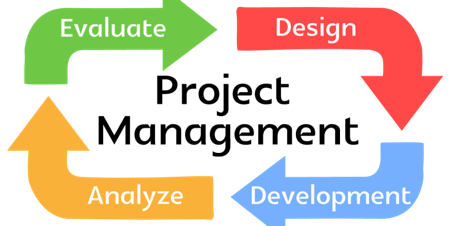 Evaluate
Design
Project
Management
Analyze
Development